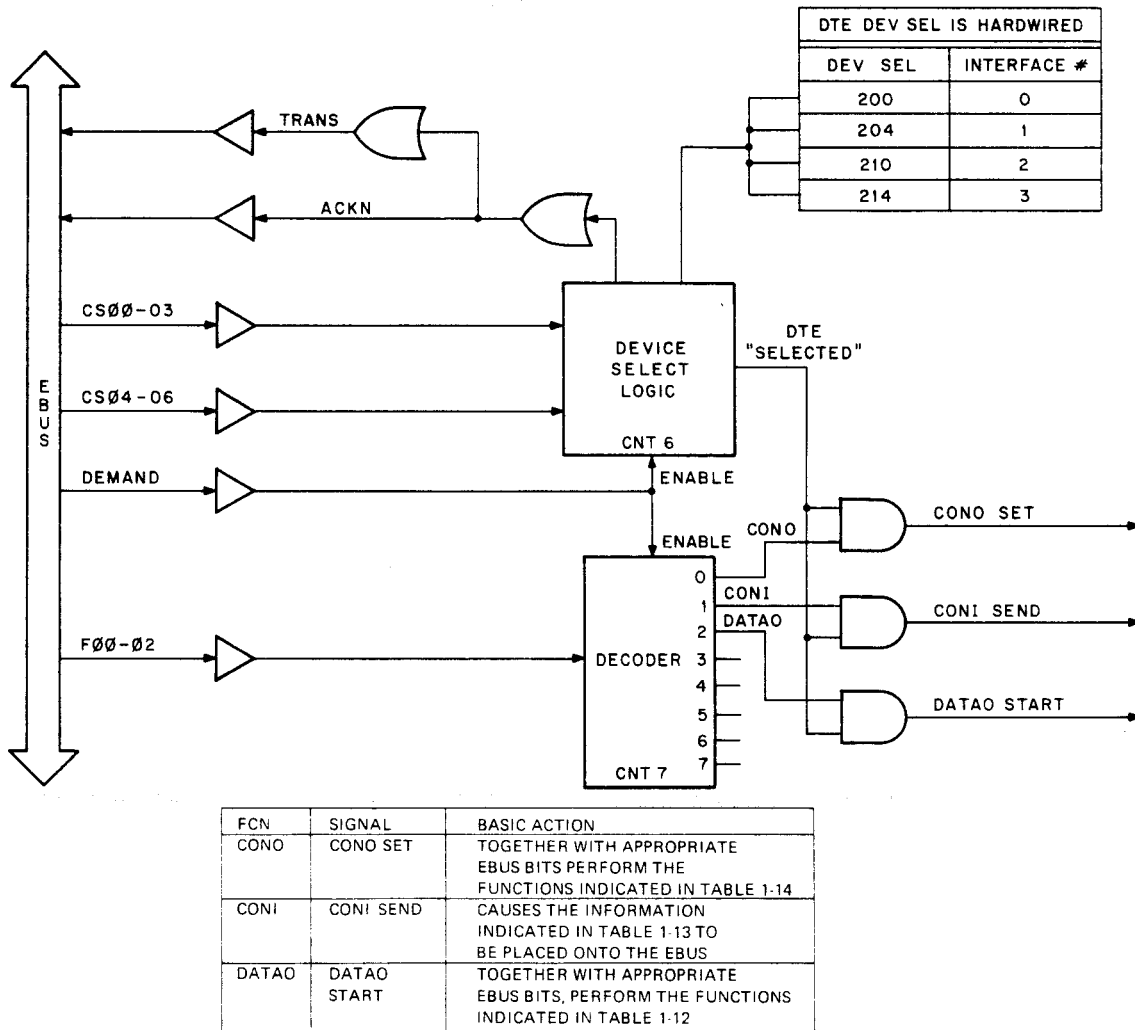 DTE DEV SEL IS HARDWIRED
DEV SEL INTERFACE #
200 0
204 1
210 2
214 3
TRANS
ACKN
CSØØ-O3
CSØ4-O6
DEMAND
FØØ-Ø2
EBUS
DEVICE
SELECT
LOGIC
CNT 6
DTE
"SELECTED"
ENABLE
ENABLE
DECODER
CNT 7
0
1
2
3
4
5
6
7
CONO
CONI
DATAO
CONO SET
CONI SEND
DATAO START
FCN SIGNAL BASIC ACTION
CONO CONO SET TOGETHER WITH APPROPRIATE
EBUS BITS PERFORM THE
FUNCTIONS INDICATED IN TABLE 1-14
CONI CONI SEND CAUSES THE INFORMATION
INDICATED IN TABLE 1-13 TO
BE PLACED ONTO THE EBUS
DATAO DATAO TOGETHER WITH APPROPRIATE
START EBUS BITS, PERFORM THE FUNCTIONS
INDICATED IN TABLE 1-12